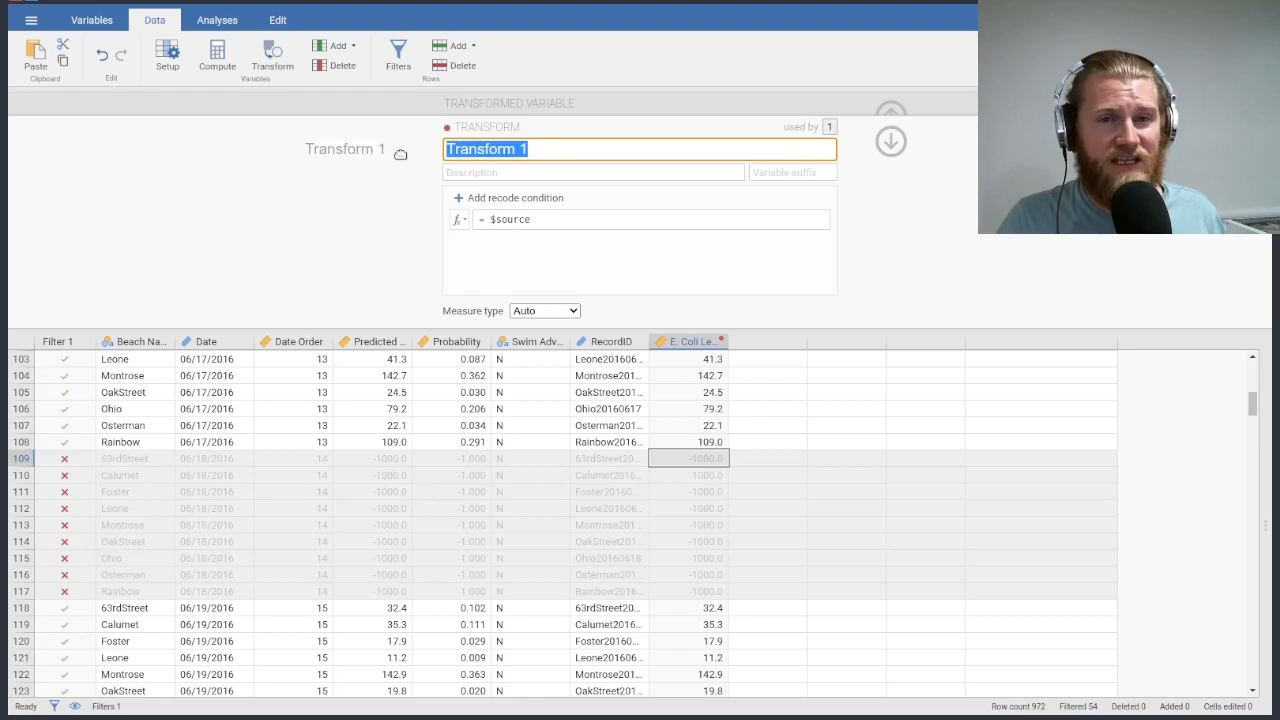 Variables Data Analyses Edit
Paste Setup Compute Transform Add Delete Filters Add Delete
Clipboard Edit Variables Rows
TRANSFORMED VARIABLE
TRANSFORM used by 1
Transform 1 Transform 1
Description Variable suffix
Add recode condition
fx = $source
Measure type Auto
Filter 1 Beach Na... Date Date Order Predicted ... Probability Swim Adv... RecordID E. Coli Le...
103 Leone 06/17/2016 13 41.3 0.087 N Leone201606... 41.3
104 Montrose 06/17/2016 13 142.7 0.362 N Montrose201... 142.7
105 OakStreet 06/17/2016 13 24.5 0.030 N OakStreet201... 24.5
106 Ohio 06/17/2016 13 79.2 0.206 N Ohio20160617 79.2
107 Osterman 06/17/2016 13 22.1 0.034 N Osterman201... 22.1
108 Rainbow 06/17/2016 13 109.0 0.291 N Rainbow2016... 109.0
109 63rdStreet 06/18/2016 14 -1000.0 -1.000 N 63rdStreet20... -1000.0
110 Calumet 06/18/2016 14 -1000.0 -1.000 N Calumet2016... -1000.0
111 Foster 06/18/2016 14 -1000.0 -1.000 N Foster20160... -1000.0
112 Leone 06/18/2016 14 -1000.0 -1.000 N Leone201606... -1000.0
113 Montrose 06/18/2016 14 -1000.0 -1.000 N Montrose201... -1000.0
114 OakStreet 06/18/2016 14 -1000.0 -1.000 N OakStreet201... -1000.0
115 Ohio 06/18/2016 14 -1000.0 -1.000 N Ohio20160618 -1000.0
116 Osterman 06/18/2016 14 -1000.0 -1.000 N Osterman201... -1000.0
117 Rainbow 06/18/2016 14 -1000.0 -1.000 N Rainbow2016... -1000.0
118 63rdStreet 06/19/2016 15 32.4 0.102 N 63rdStreet20... 32.4
119 Calumet 06/19/2016 15 35.3 0.111 N Calumet2016... 35.3
120 Foster 06/19/2016 15 17.9 0.029 N Foster20160... 17.9
121 Leone 06/19/2016 15 11.2 0.009 N Leone201606... 11.2
122 Montrose 06/19/2016 15 142.9 0.363 N Montrose201... 142.9
123 OakStreet 06/19/2016 15 19.8 0.020 N OakStreet201... 19.8
Ready Filters 1 Row count 972 Filtered 54 Deleted 0 Added 0 Cells edited 0